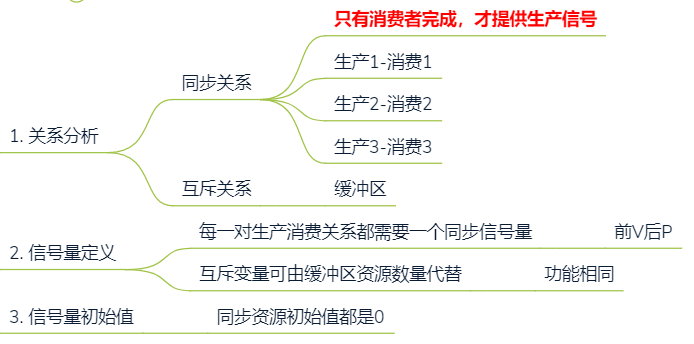 只有消费者完成，才提供生产信号
同步关系
生产1-消费1
生产2-消费2
生产3-消费3
1. 关系分析
互斥关系
缓冲区
每一对生产消费关系都需要一个同步信号量
前V后P
2. 信号量定义
互斥变量可由缓冲区资源数量代替
功能相同
3. 信号量初始值
同步资源初始值都是0